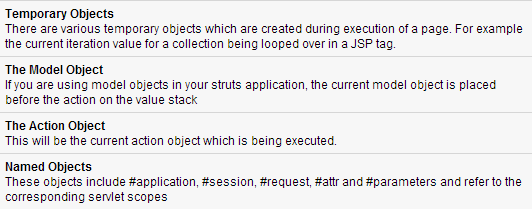 Temporary Objects
There are various temporary objects which are created during execution of a page. For example
the current iteration value for a collection being looped over in a JSP tag.
The Model Object
If you are using model objects in your struts application, the current model object is placed
before the action on the value stack
The Action Object
This will be the current action object which is being executed.
Named Objects
These objects include #application, #session, #request, #attr and #parameters and refer to the
corresponding servlet scopes